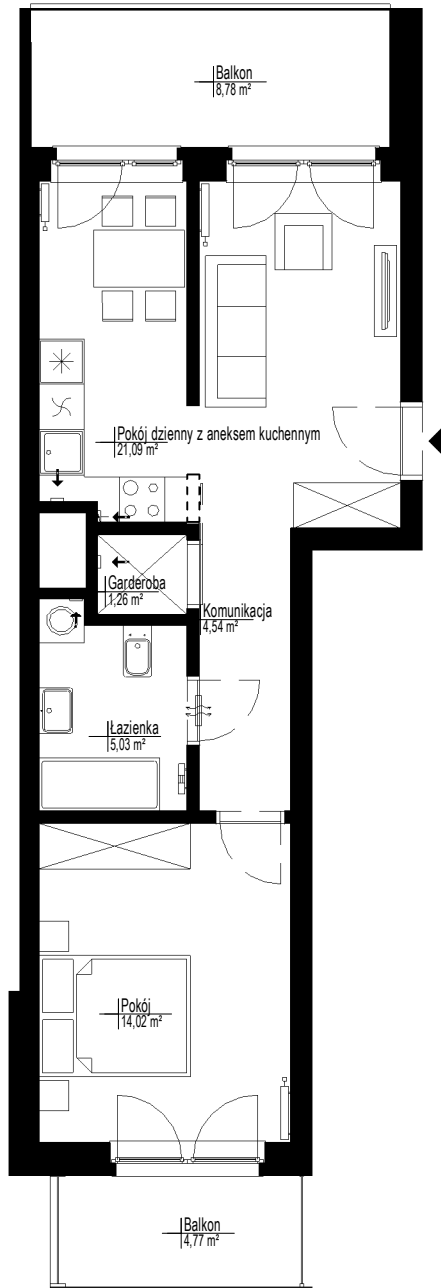 Balkon
8,78 m²
Pokój dzienny z aneksem kuchennym
21,09 m²
Garderoba
1,26 m²
Komunikacja
4,54 m²
Łazienka
5,03 m²
Pokój
14,02 m²
Balkon
4,77 m²